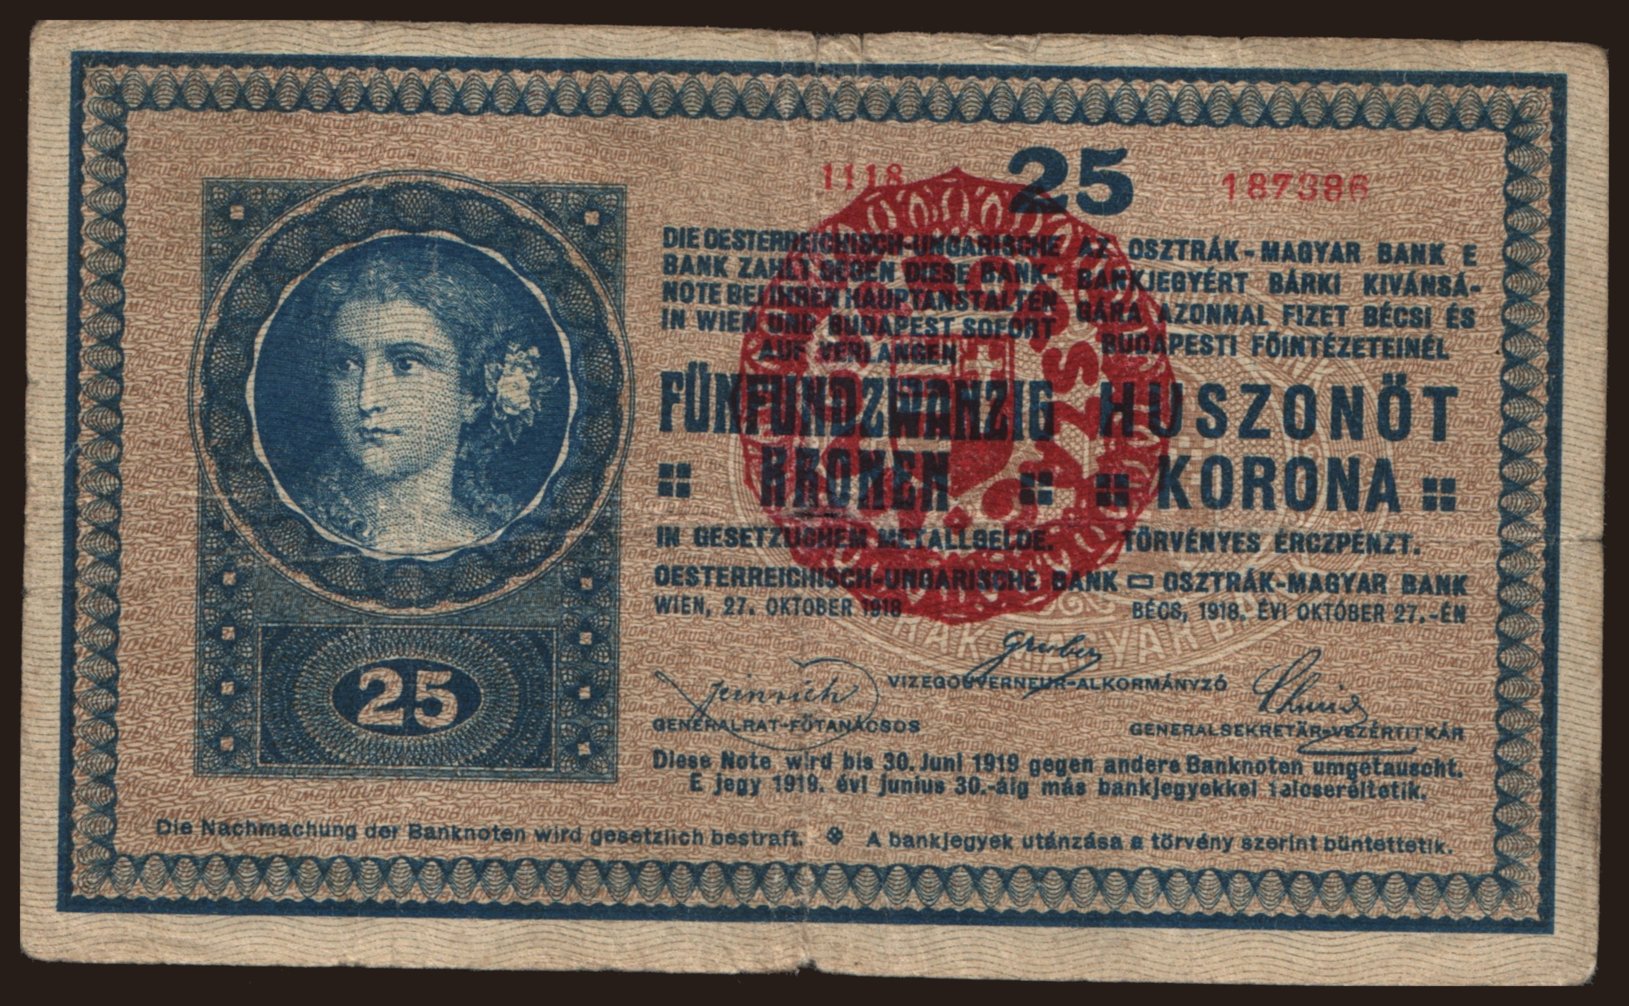 25
1118
187386
DIE OESTERREICHISCH-UNGARISCHE
BANK ZAHLT GEGEN DIESE BANK-
NOTE BEI IHREN HAUPTANSTALTEN
IN WIEN UND BUDAPEST SOFORT
AUF VERLANGEN
FÜNFUNDZWANZIG
KRONEN
IN GESETZLICHEM METALLGELDE.
AZ OSZTRÁK-MAGYAR BANK E
BANKJEGYÉRT BÁRKI KIVÁNSÁ-
GÁRA AZONNAL FIZET BÉCSI ÉS
BUDAPESTI FŐINTÉZETEINÉL
HUSZONÖT
KORONA
TÖRVÉNYES ÉRCZPÉNZT.
OESTERREICHISCH-UNGARISCHE BANK OSZTRÁK-MAGYAR BANK
WIEN, 27. OKTOBER 1918
BÉCS, 1918. ÉVI OKTÓBER 27.-ÉN
Gruber
VIZEGOUVERNEUR-ALKORMÁNYZÓ
GENERALRAT-FŐTANÁCSOS
GENERALSEKRETÄR-VEZÉRTITKÁR
25
Diese Note wird bis 30. Juni 1919 gegen andere Banknoten umgetauscht.
E jegy 1919. évi junius 30.-áig más bankjegyekkel falcseréltetik.
Die Nachmachung der Banknoten wird gesetzlich bestraft. A bankjegyek utánzása a törvény szerint büntettetik.